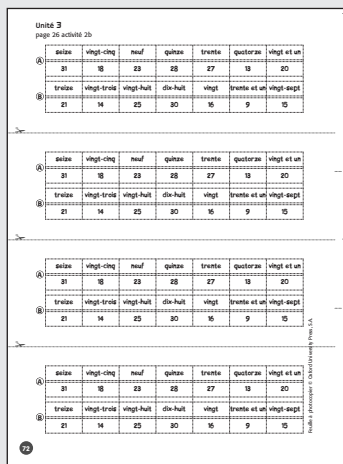 Unité 3
page 26 activité 2b
A
seize vingt-cinq neuf quinze trente quatorze vingt et un
31 18 23 28 27 13 20
B
treize vingt-trois vingt-huit dix-huit vingt trente et un vingt-sept
21 14 25 30 16 9 15
A
seize vingt-cinq neuf quinze trente quatorze vingt et un
31 18 23 28 27 13 20
B
treize vingt-trois vingt-huit dix-huit vingt trente et un vingt-sept
21 14 25 30 16 9 15
A
seize vingt-cinq neuf quinze trente quatorze vingt et un
31 18 23 28 27 13 20
B
treize vingt-trois vingt-huit dix-huit vingt trente et un vingt-sept
21 14 25 30 16 9 15
A
seize vingt-cinq neuf quinze trente quatorze vingt et un
31 18 23 28 27 13 20
B
treize vingt-trois vingt-huit dix-huit vingt trente et un vingt-sept
21 14 25 30 16 9 15
Feuille à photocopier © Oxford University Press, S.A.
72